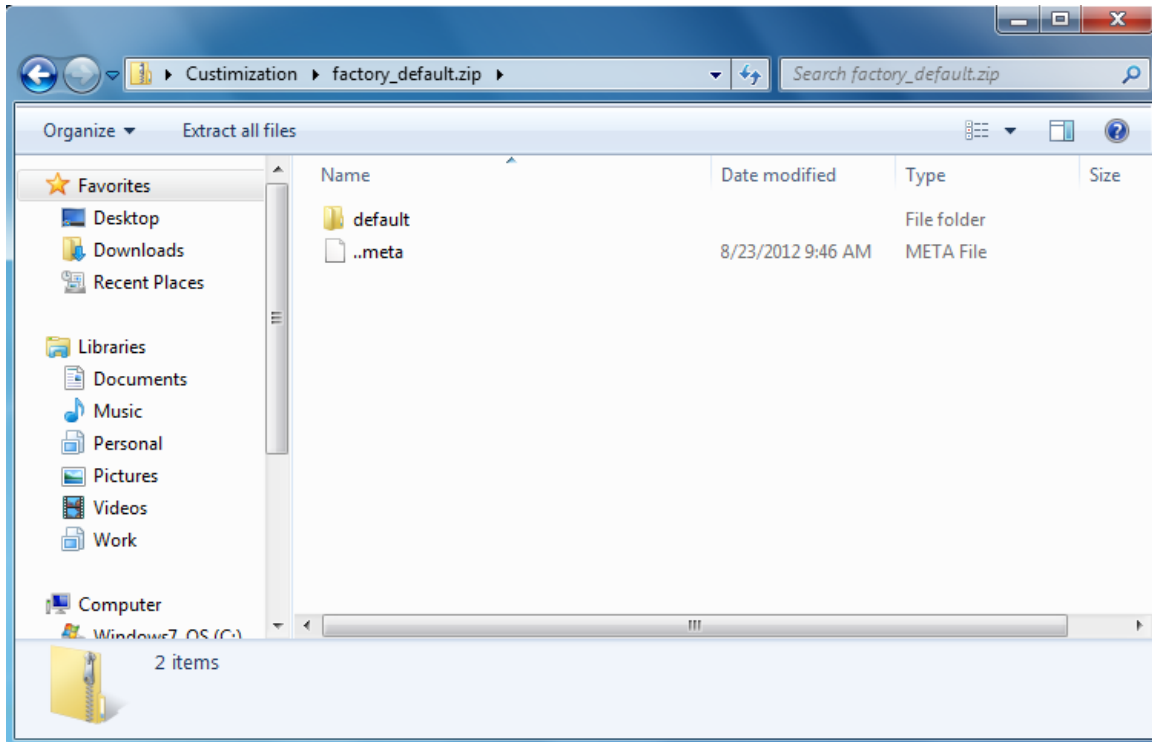 Custimization factory_default.zip Search factory_default.zip
Organize Extract all files
Name Date modified Type Size
default File folder
..meta 8/23/2012 9:46 AM META File
Favorites
Desktop
Downloads
Recent Places
Libraries
Documents
Music
Personal
Pictures
Videos
Work
Computer
Windows7_OS (C:)
2 items